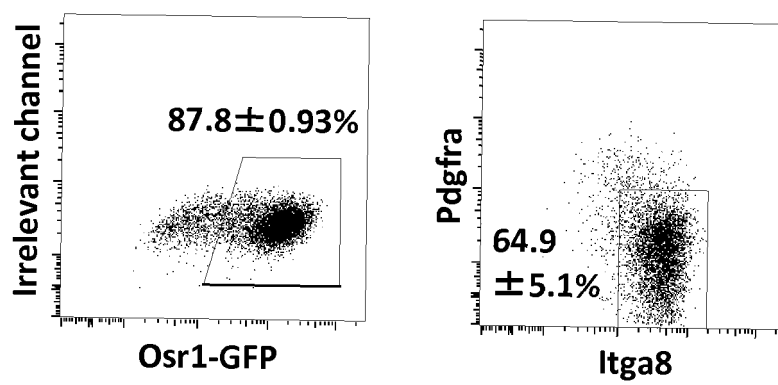 Irrelevant channel
87.8±0.93%
Osr1-GFP
Pdgfra
64.9
±5.1%
Itga8